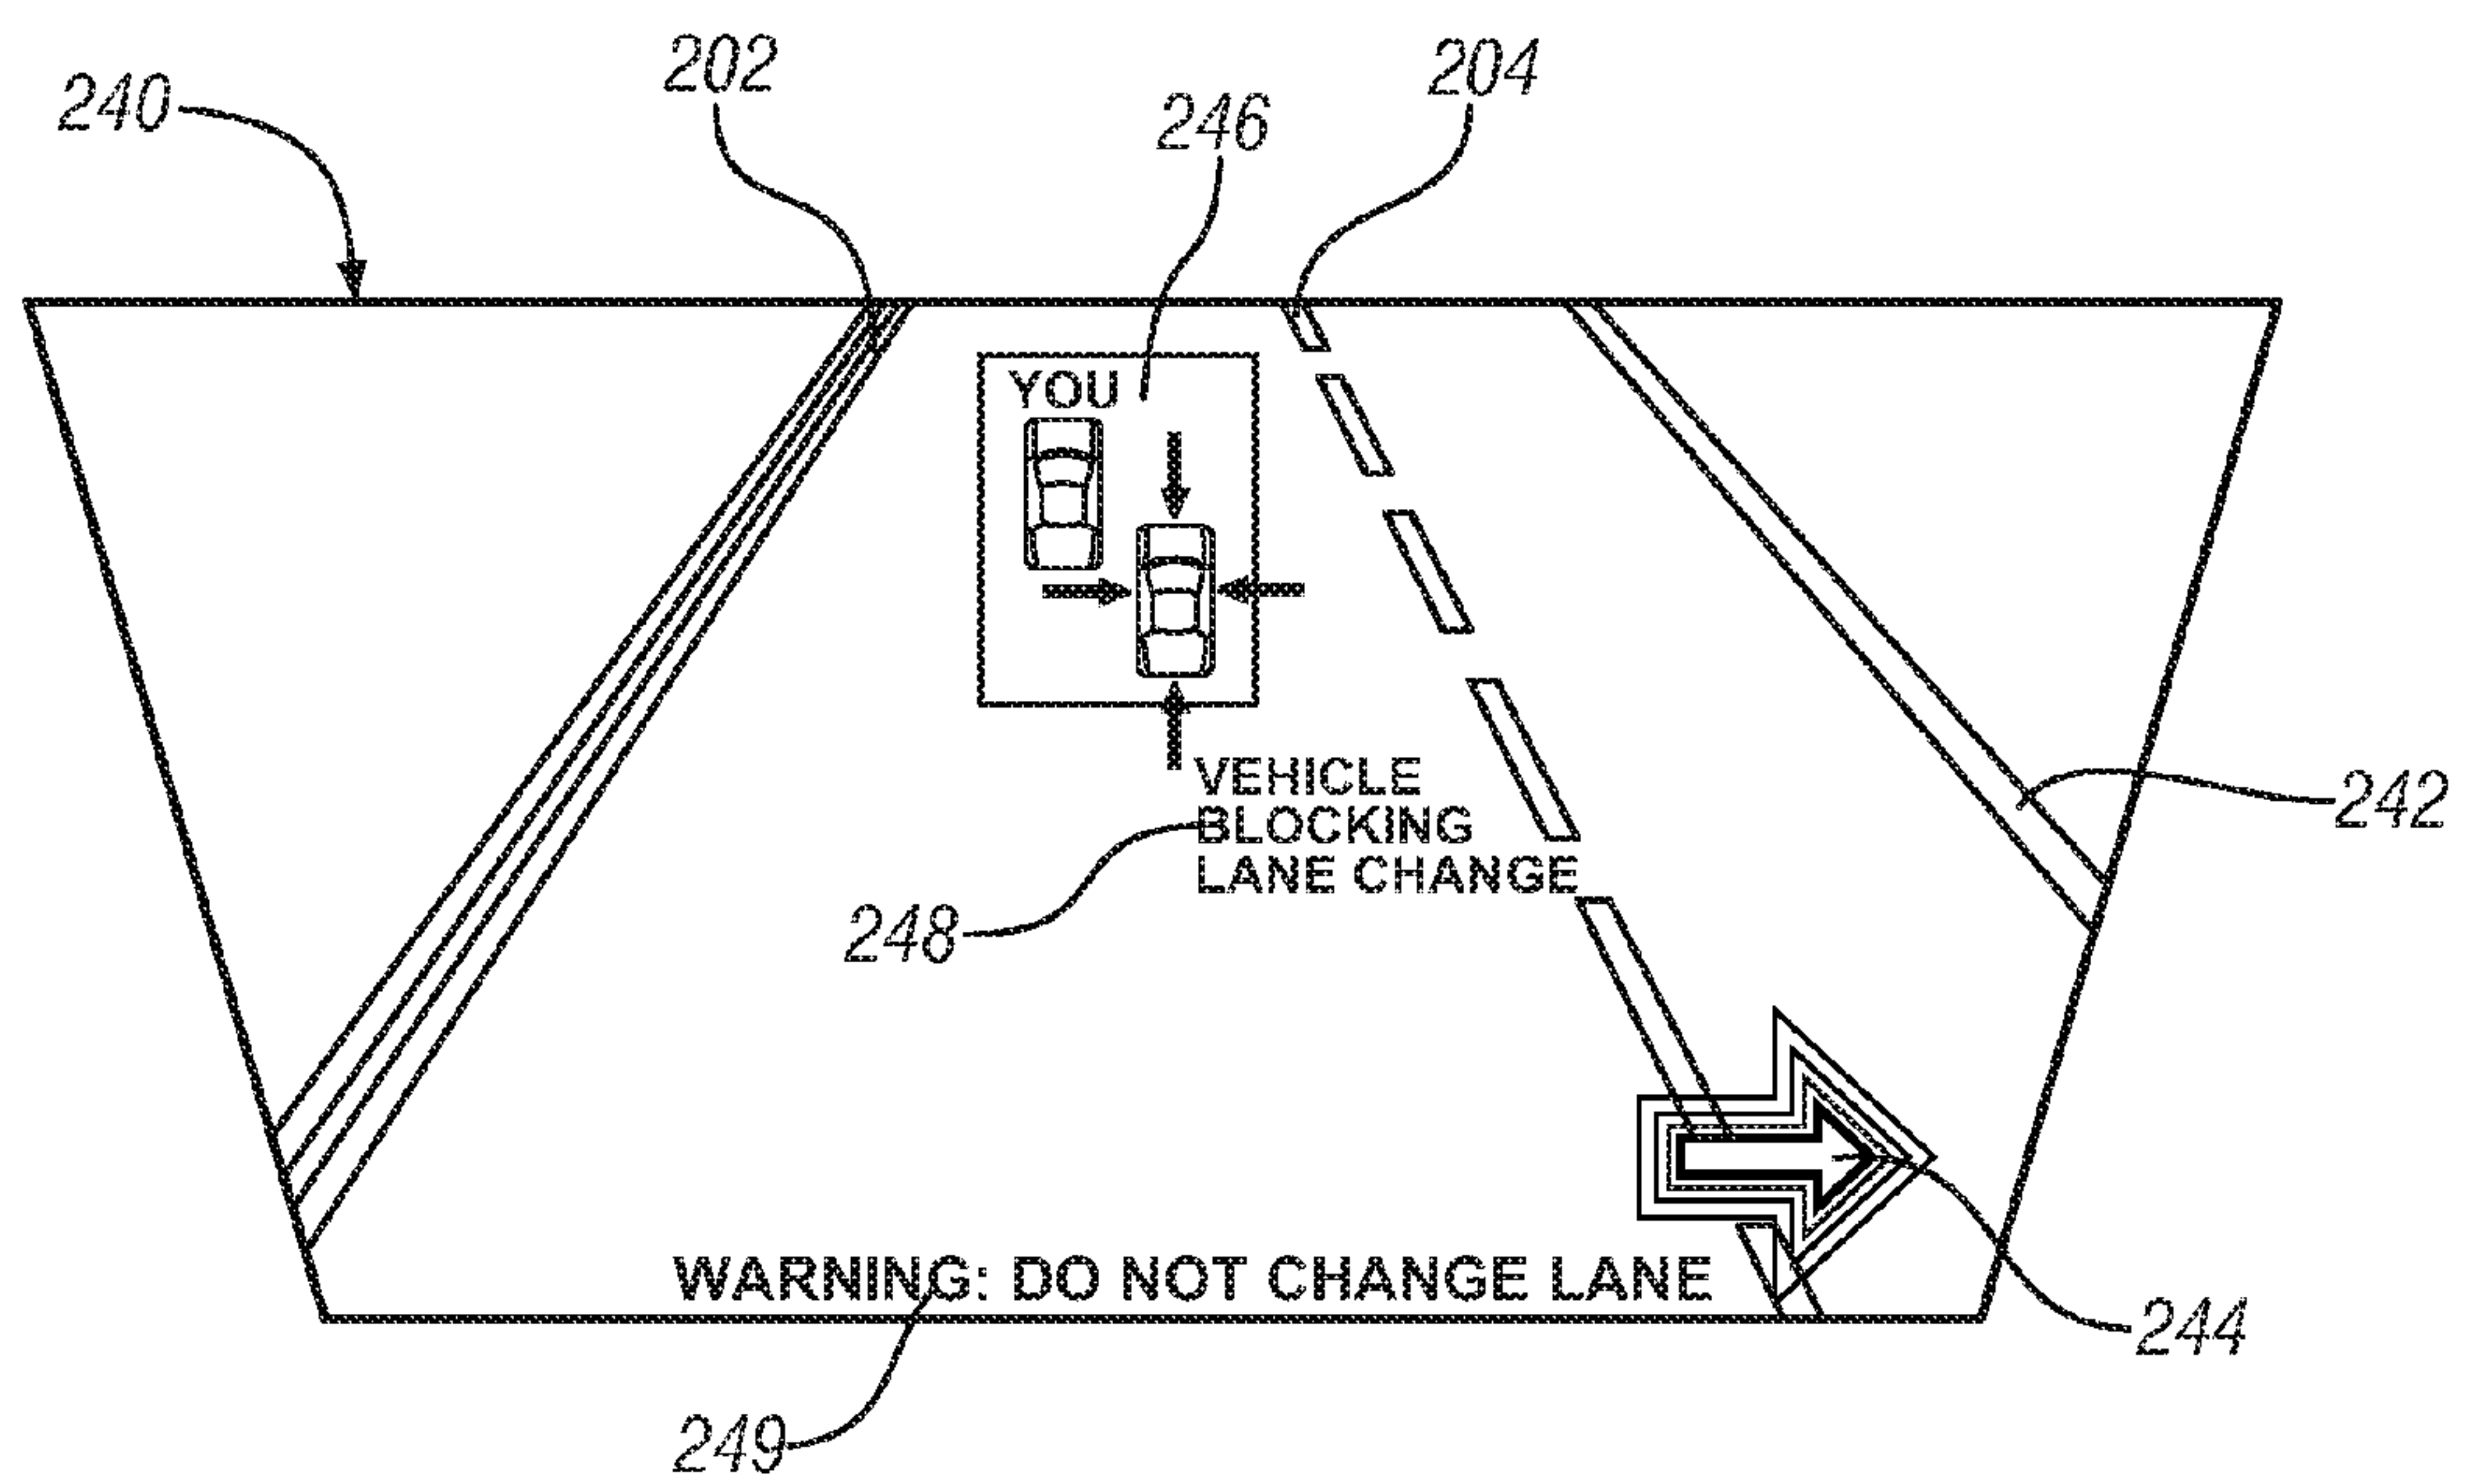 202
204
240
246
YOU
VEHICLE
BLOCKING
LANE CHANGE
242
248
WARNING: DO NOT CHANGE LANE
244
249